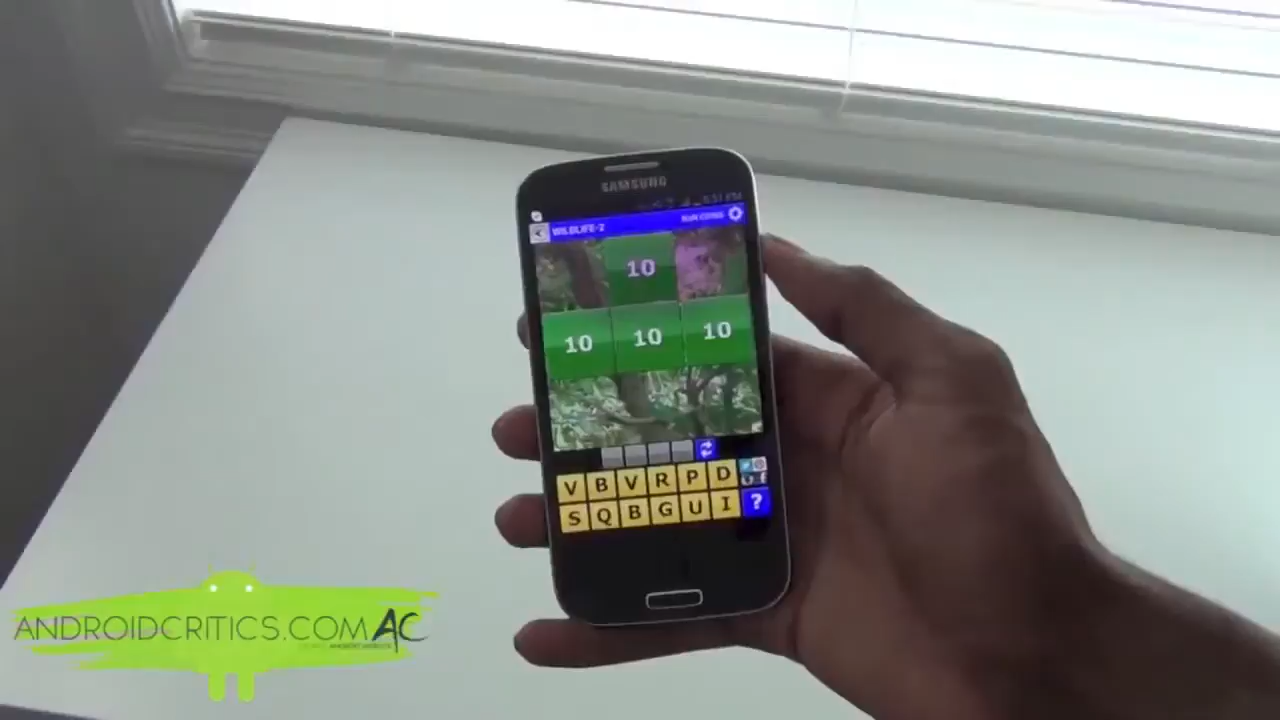 SAMSUNG
WILDLIFE-2
10
10 10 10
V B V R P D
S Q B G U I ?
ANDROIDCRITICS.COM AC